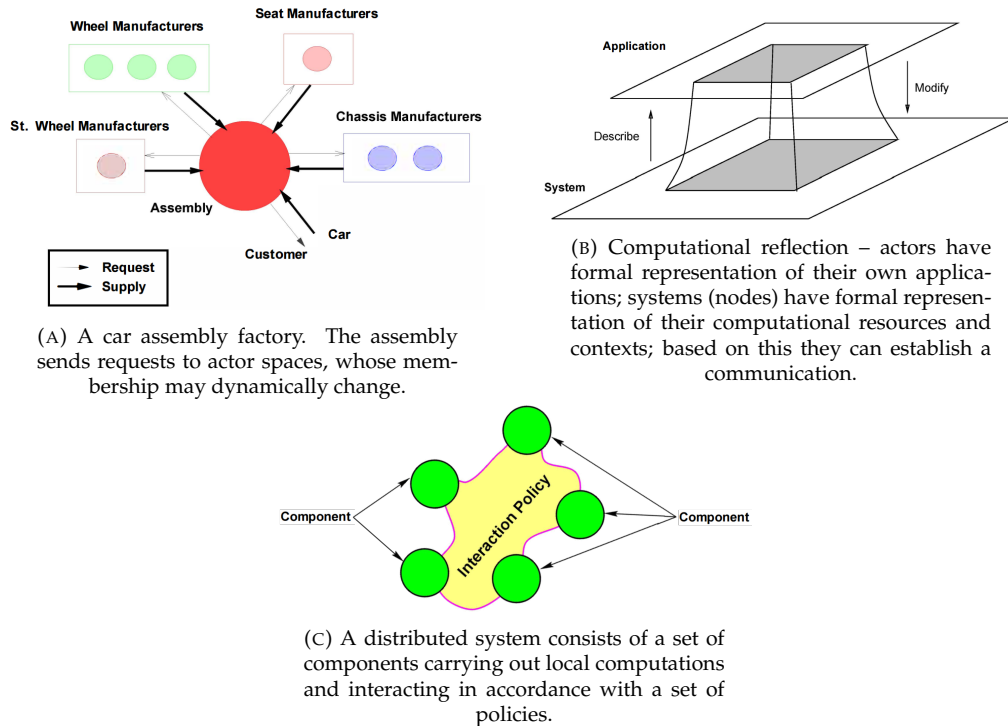 Wheel Manufacturers
Seat Manufacturers
St. Wheel Manufacturers
Chassis Manufacturers
Assembly
Car
Customer
Request
Supply
(A) A car assembly factory. The assembly
sends requests to actor spaces, whose mem-
bership may dynamically change.
Application
Modify
Describe
System
(B) Computational reflection – actors have
formal representation of their own applica-
tions; systems (nodes) have formal represen-
tation of their computational resources and
contexts; based on this they can establish a
communication.
Component
Interaction Policy
Component
(C) A distributed system consists of a set of
components carrying out local computations
and interacting in accordance with a set of
policies.